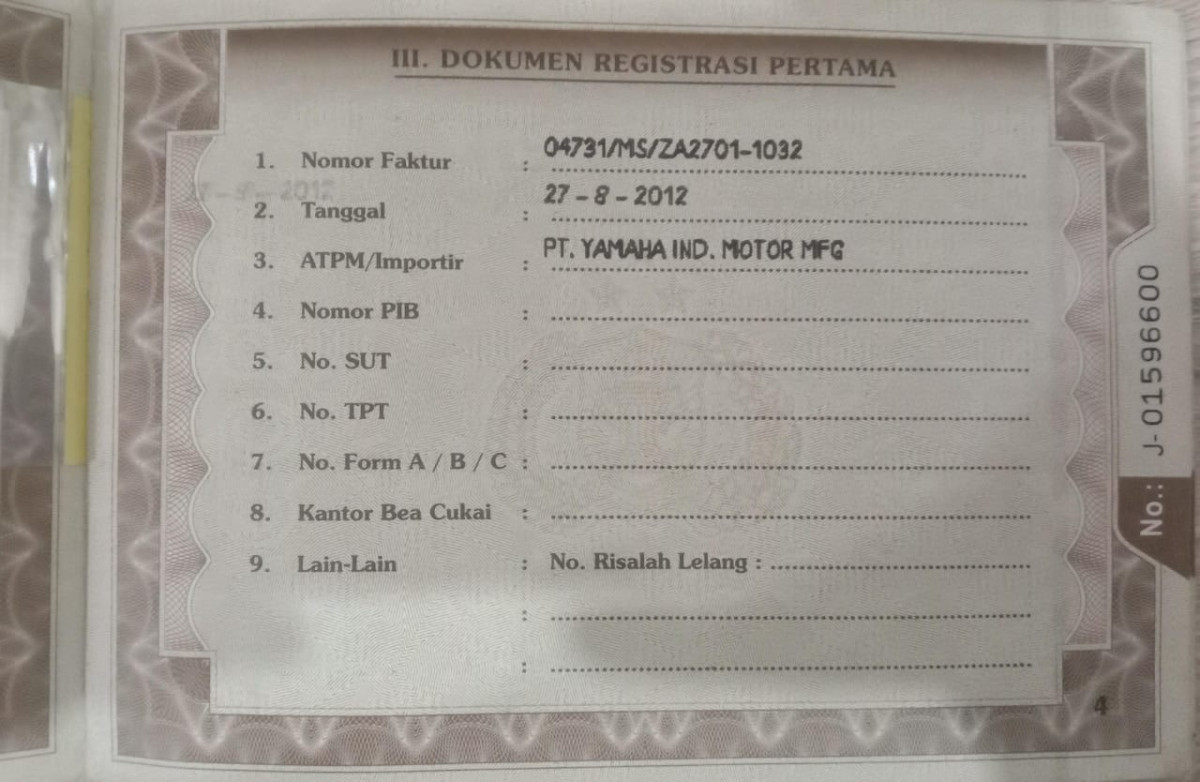 III. DOKUMEN REGISTRASI PERTAMA
1. Nomor Faktur : 04731/MS/ZA2701-1032
2. Tanggal : 27 - 8 - 2012
3. ATPM/Importir : PT. YAMAHA IND. MOTOR MFG
4. Nomor PIB :
5. No. SUT :
6. No. TPT :
7. No. Form A / B / C :
8. Kantor Bea Cukai :
9. Lain-Lain : No. Risalah Lelang :
:
:
No.: J-01596600
4